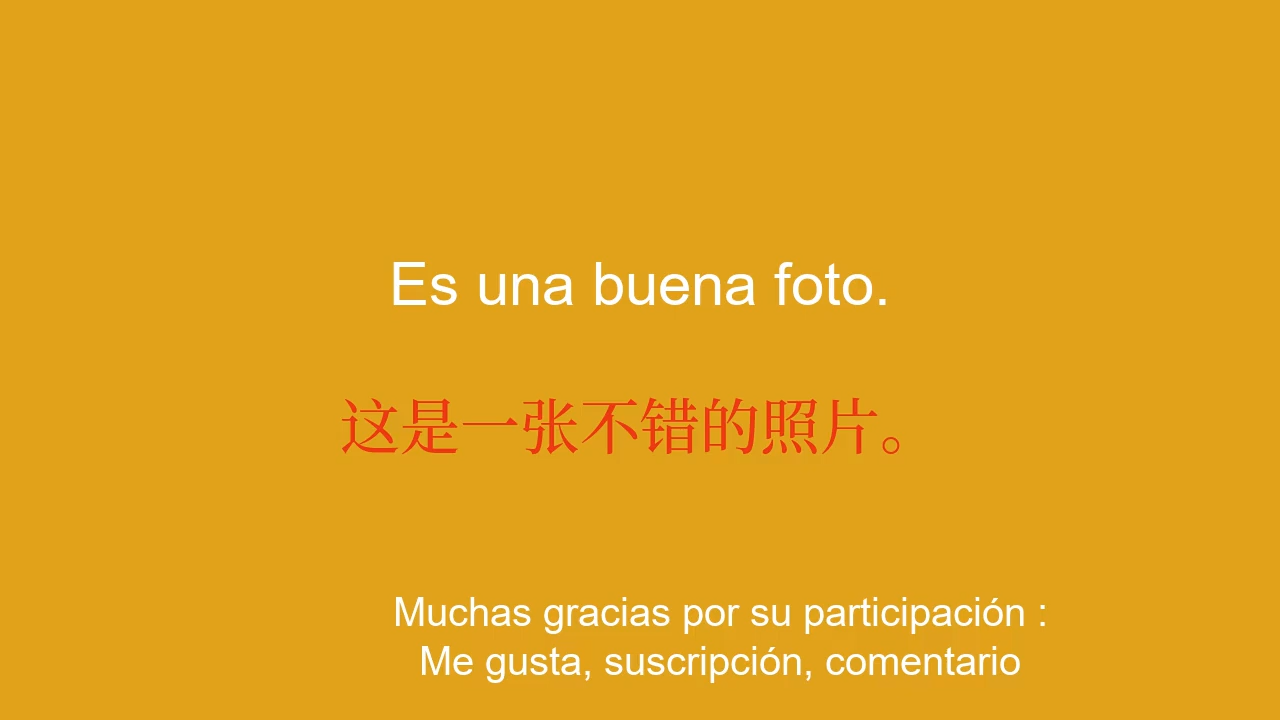 Es una buena foto.
这是一张不错的照片。
Muchas gracias por su participación :
Me gusta, suscripción, comentario